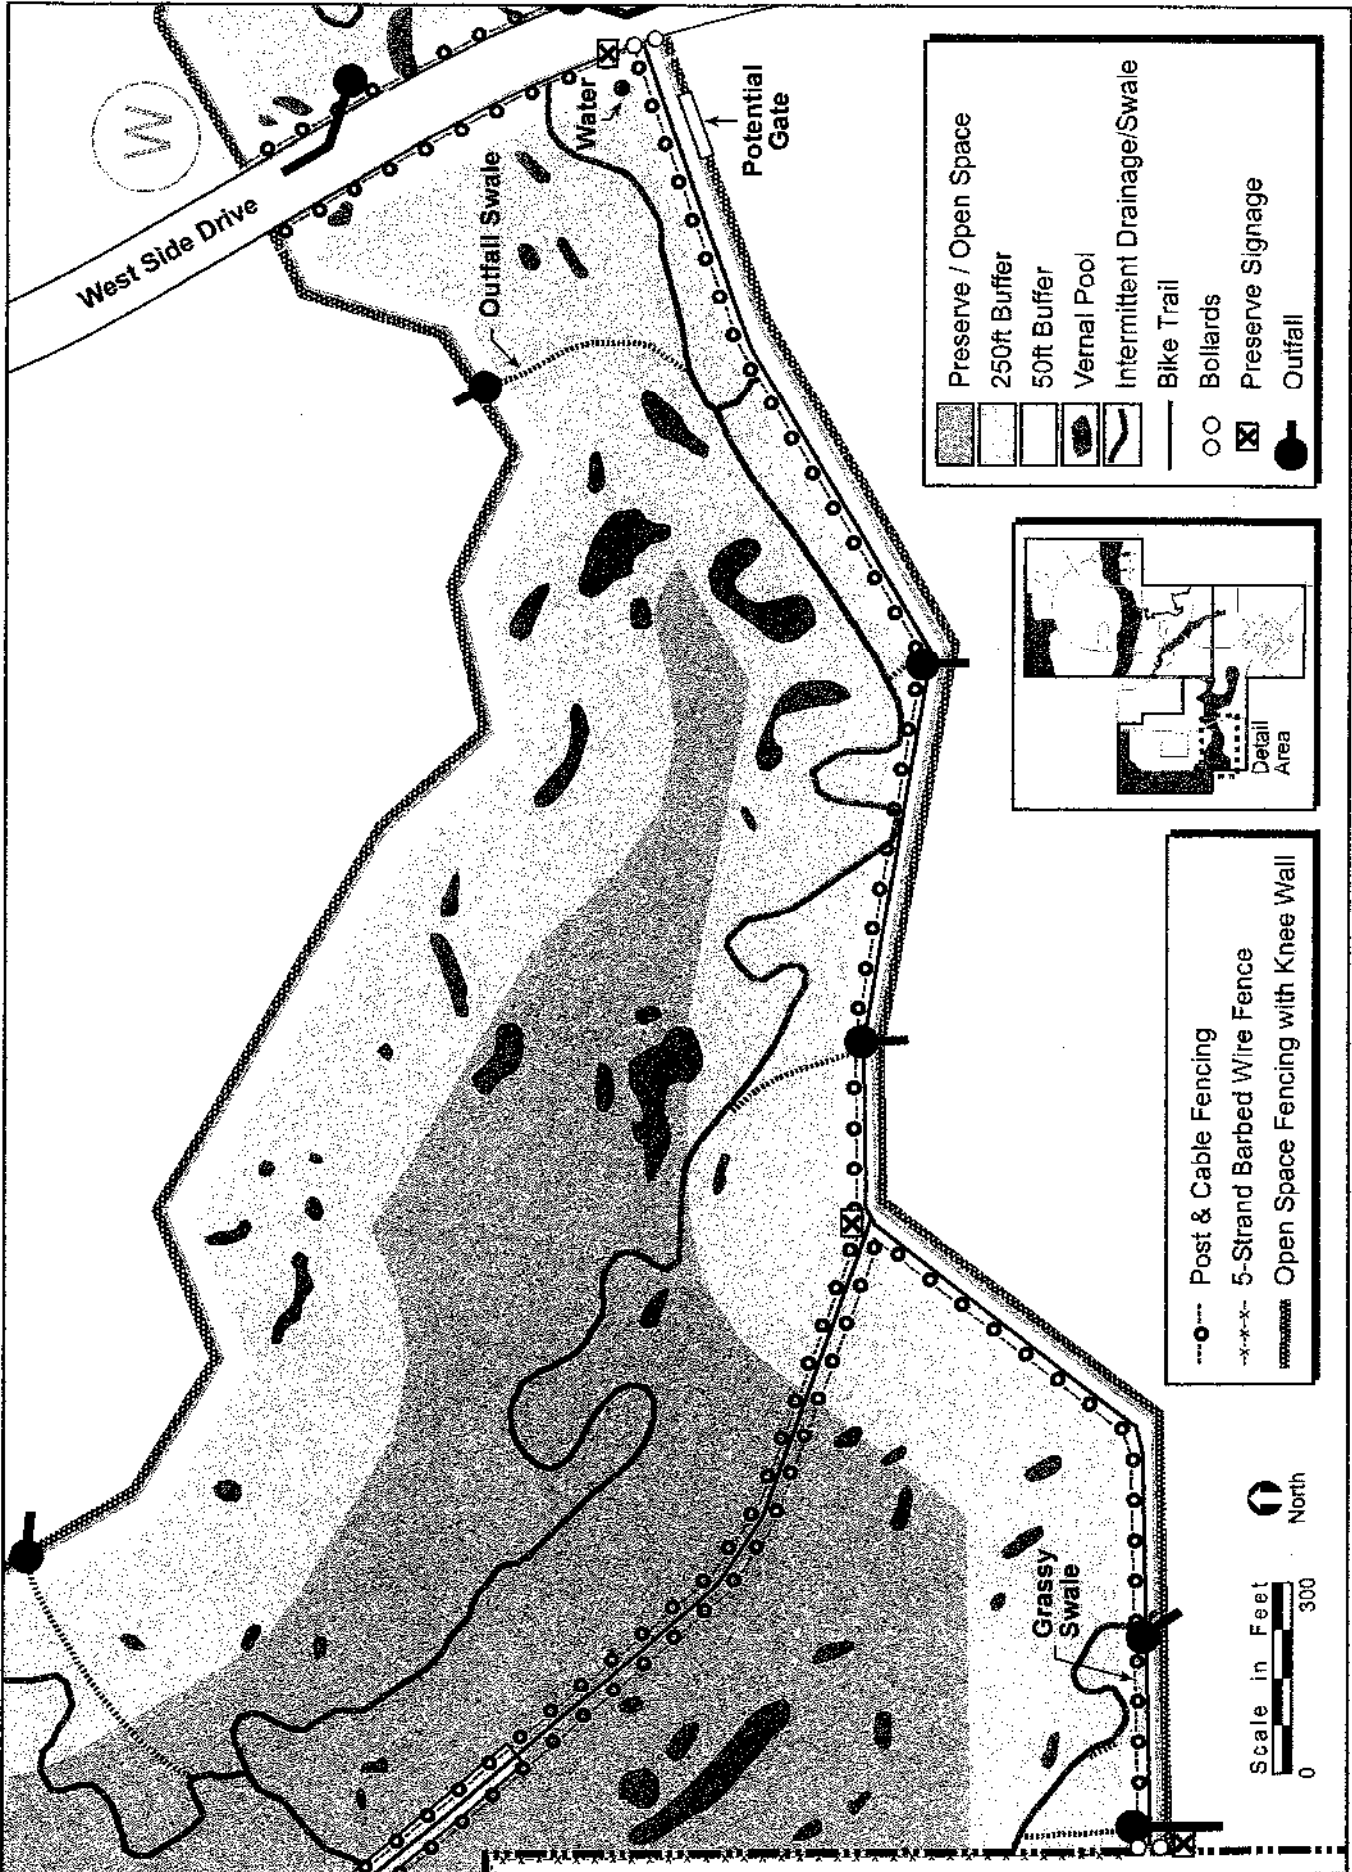 W
West Side Drive
Outfall Swale
Water
Potential
Gate
Grassy
Swale
Preserve / Open Space
250ft Buffer
50ft Buffer
Vernal Pool
Intermittent Drainage/Swale
Bike Trail
Bollards
Preserve Signage
Outfall
Detail
Area
Post & Cable Fencing
5-Strand Barbed Wire Fence
Open Space Fencing with Knee Wall
North
Scale in Feet
0 300